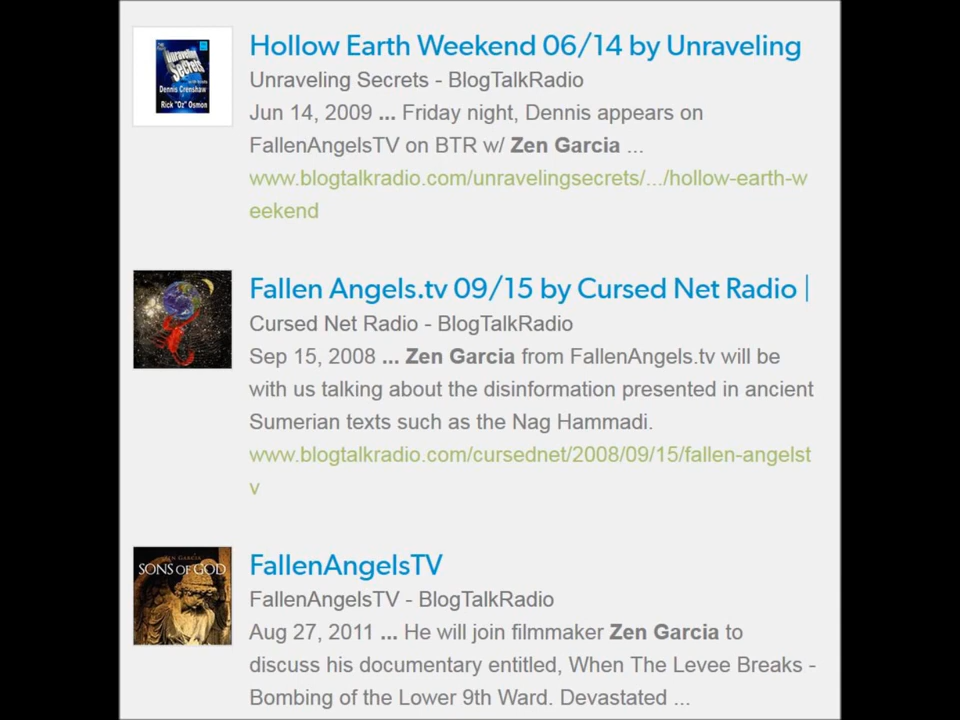 Unraveling
Secrets
Dennis Crenshaw
Rick "Oz" Osmon
Hollow Earth Weekend 06/14 by Unraveling
Unraveling Secrets - BlogTalkRadio
Jun 14, 2009 ... Friday night, Dennis appears on
FallenAngelsTV on BTR w/ Zen Garcia ...
www.blogtalkradio.com/unravelingsecrets/.../hollow-earth-w
eekend
Fallen Angels.tv 09/15 by Cursed Net Radio |
Cursed Net Radio - BlogTalkRadio
Sep 15, 2008 ... Zen Garcia from FallenAngels.tv will be
with us talking about the disinformation presented in ancient
Sumerian texts such as the Nag Hammadi.
www.blogtalkradio.com/cursednet/2008/09/15/fallen-angelst
v
ZEN GARCIA
SONS OF GOD
FallenAngelsTV
FallenAngelsTV - BlogTalkRadio
Aug 27, 2011 ... He will join filmmaker Zen Garcia to
discuss his documentary entitled, When The Levee Breaks -
Bombing of the Lower 9th Ward. Devastated ...